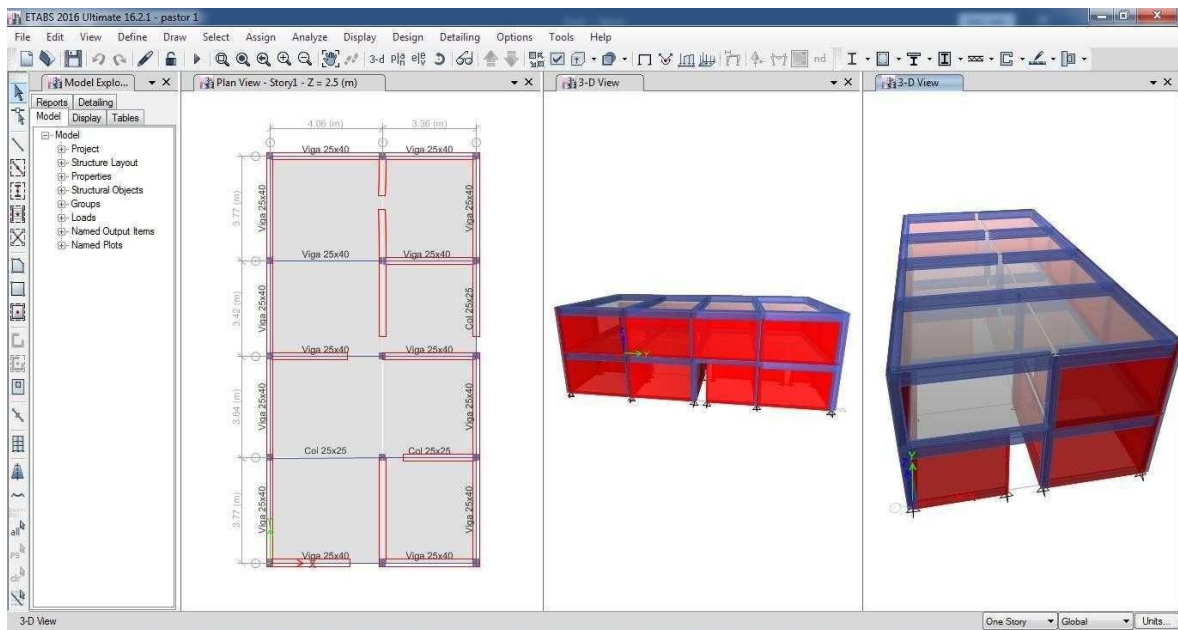 ETABS 2016 Ultimate 16.2.1 - pastor 1
File Edit View Define Draw Select Assign Analyze Display Design Detailing Options Tools Help
3-d
nd
Model Explo...
Plan View - Story1 - Z = 2.5 (m)
3-D View
3-D View
Reports Detailing
Model Display Tables
Model
Project
Structure Layout
Properties
Structural Objects
Groups
Loads
Named Output Items
Named Plots
4.06 (m) 3.36 (m)
Viga 25x40 Viga 25x40
3.77 (m) Viga 25x40 Viga 25x40
Viga 25x40 Viga 25x40
3.42 (m) Viga 25x40 Col 25x25
Viga 25x40 Viga 25x40
3.64 (m) Viga 25x40 Viga 25x40
Col 25x25 Col 25x25
3.77 (m) Viga 25x40 Viga 25x40
Viga 25x40 Viga 25x40
X
Y
Y
all
ps
clr
3-D View
One Story Global Units...